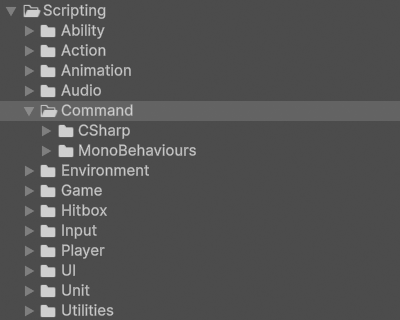 Scripting
Ability
Action
Animation
Audio
Command
CSharp
MonoBehaviours
Environment
Game
Hitbox
Input
Player
UI
Unit
Utilities